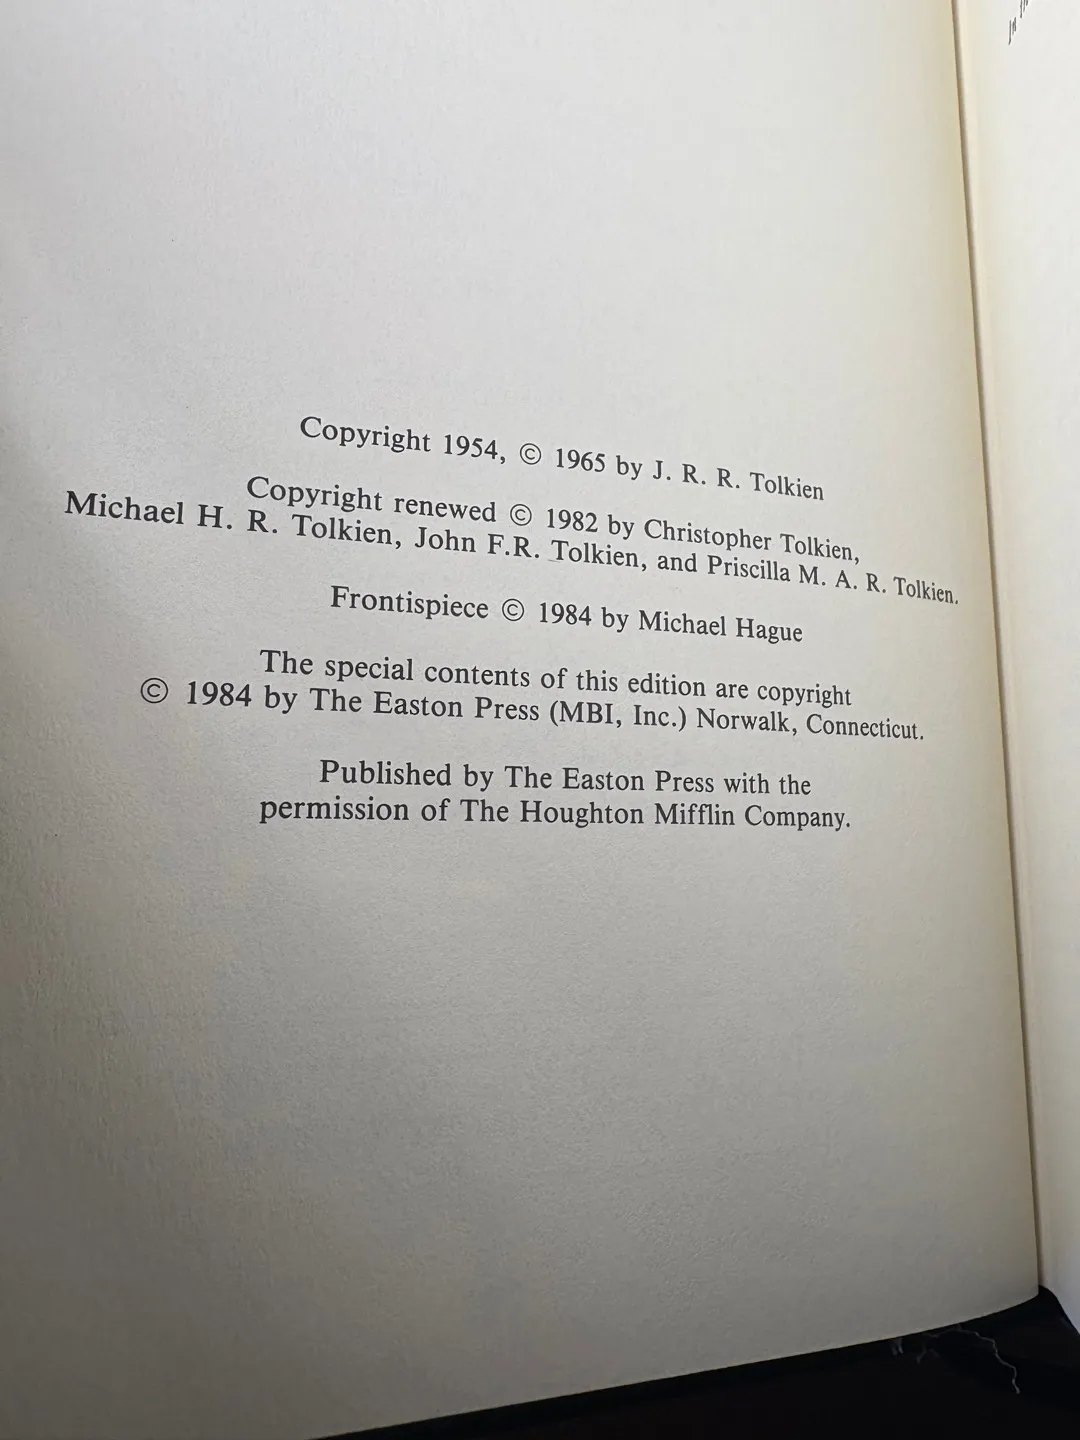 Copyright 1954, © 1965 by J. R. R. Tolkien
Copyright renewed © 1982 by Christopher Tolkien,
Michael H. R. Tolkien, John F.R. Tolkien, and Priscilla M. A. R. Tolkien.
Frontispiece © 1984 by Michael Hague
The special contents of this edition are copyright
© 1984 by The Easton Press (MBI, Inc.) Norwalk, Connecticut.
Published by The Easton Press with the
permission of The Houghton Mifflin Company.
In